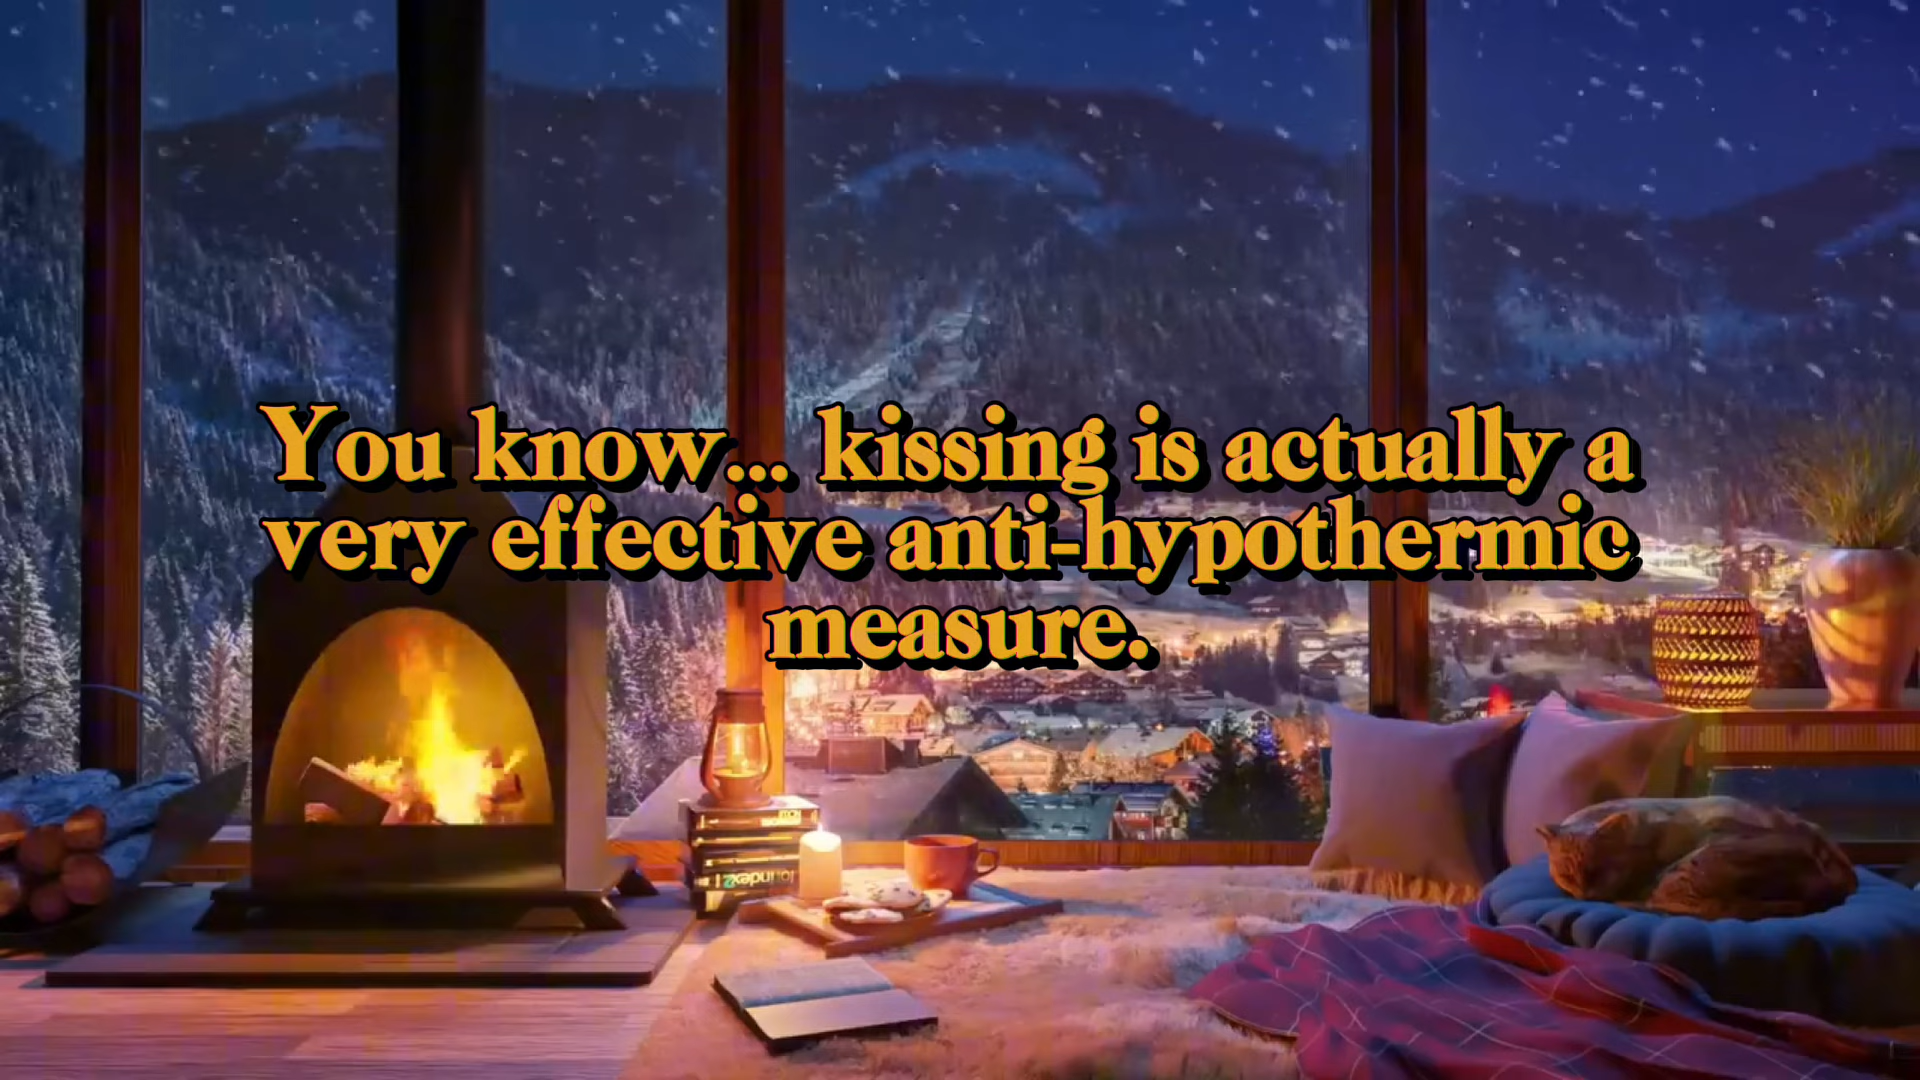 You know... kissing is actually a
very effective anti-hypothermic
measure.